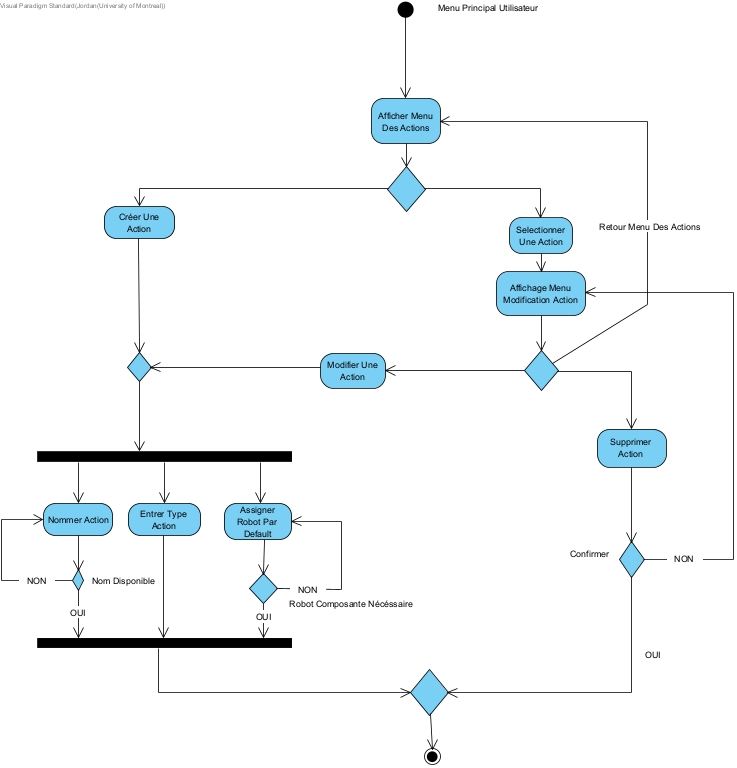 Visual Paradigm Standard(Jordan(University of Montreal))
Menu Principal Utilisateur
Afficher Menu
Des Actions
Créer Une
Action
Selectionner
Une Action
Retour Menu Des Actions
Affichage Menu
Modification Action
Modifier Une
Action
Supprimer
Action
Nommer Action
Entrer Type
Action
Assigner
Robot Par
Default
Confirmer
NON
NON
Nom Disponible
NON
Robot Composante Nécéssaire
OUI
OUI
OUI